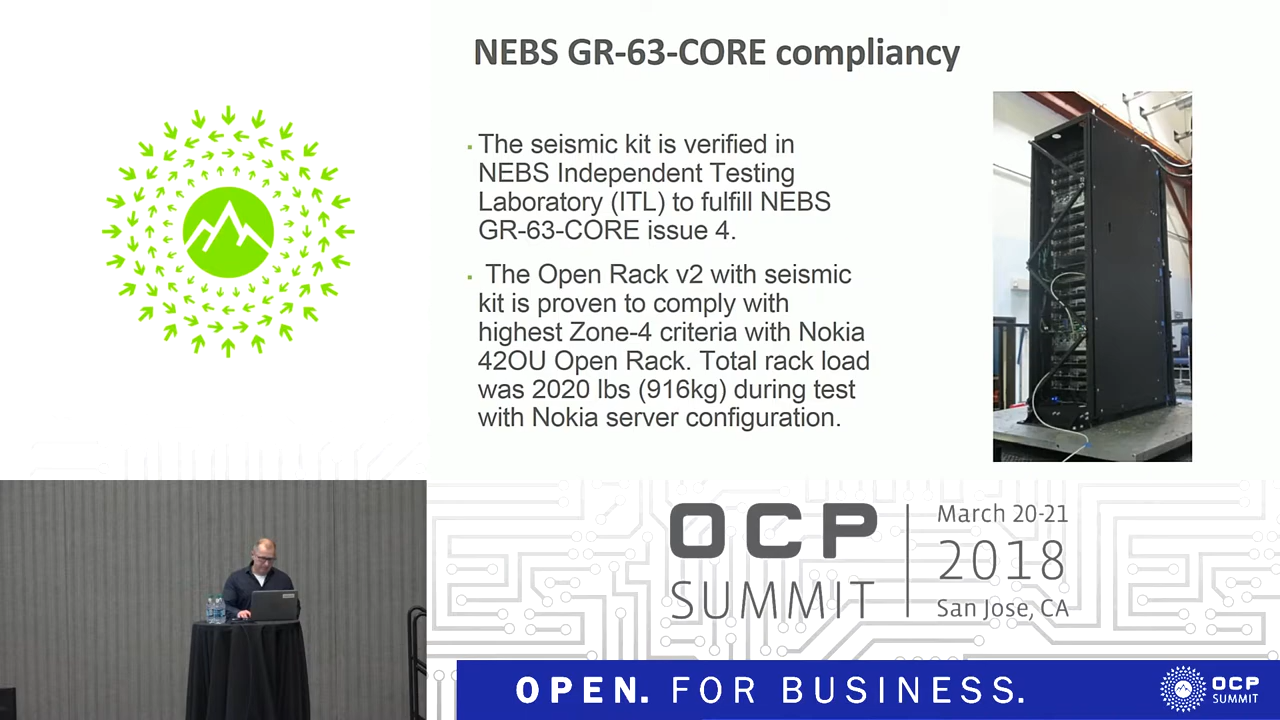 NEBS GR-63-CORE compliancy
The seismic kit is verified in
NEBS Independent Testing
Laboratory (ITL) to fulfill NEBS
GR-63-CORE issue 4.
The Open Rack v2 with seismic
kit is proven to comply with
highest Zone-4 criteria with Nokia
42OU Open Rack. Total rack load
was 2020 lbs (916kg) during test
with Nokia server configuration.
OCP
SUMMIT
March 20-21
2018
San Jose, CA
OPEN. FOR BUSINESS.
OCP
SUMMIT